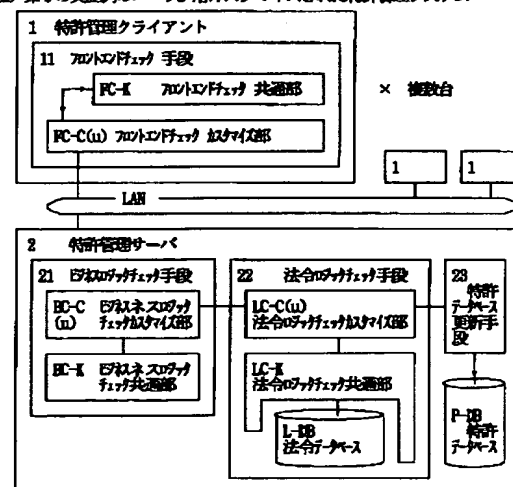 1 特許管理クライアント
11 フロントエンドチェック 手段
FC-K フロントエンドチェック 共通部
× 複数台
FC-C(u) フロントエンドチェック カスタマイズ部
1
1
LAN
2 特許管理サーバ
21 ビジネスロジックチェック手段
BC-C ビジネスロジック
(u) チェックカスタマイズ部
BC-K ビジネスロジック
チェック共通部
22 法令ロジックチェック手段
LC-C(u)
法令ロジックチェックカスタマイズ部
LC-K
法令ロジックチェック共通部
L-DB
法令データベース
23
特許
データベース
更新手
段
P-DB
特許
データベース